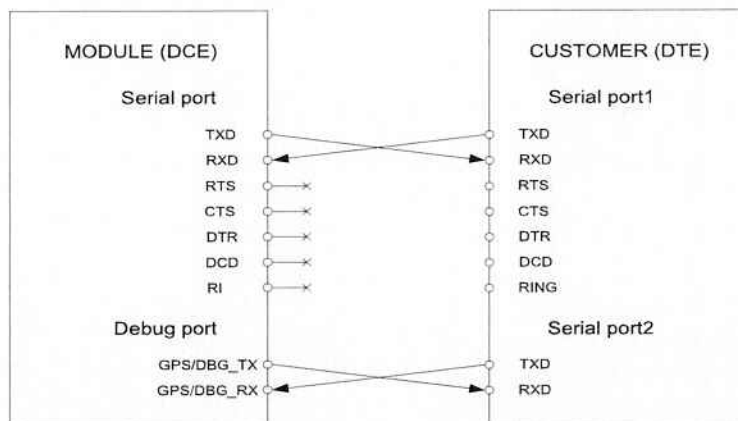 MODULE (DCE)
Serial port
TXD
RXD
RTS
CTS
DTR
DCD
RI
Debug port
GPS/DBG_TX
GPS/DBG_RX
CUSTOMER (DTE)
Serial port1
TXD
RXD
RTS
CTS
DTR
DCD
RING
Serial port2
TXD
RXD